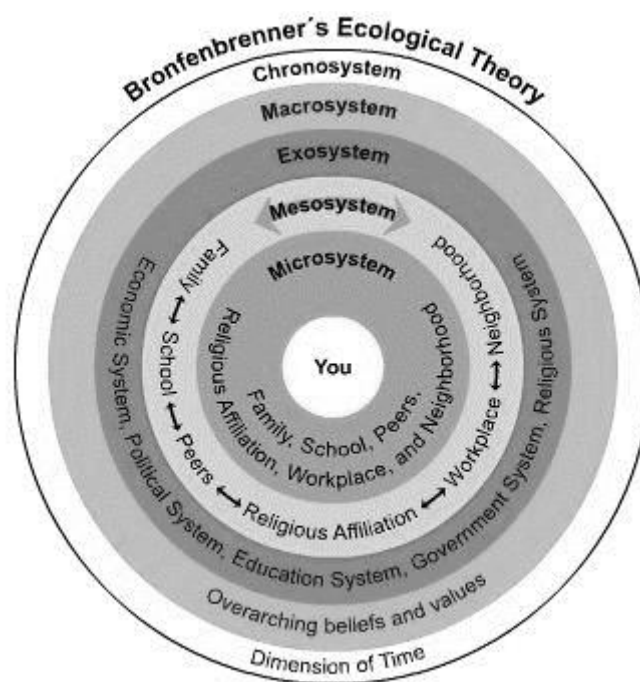 Bronfenbrenner´s Ecological Theory
Chronosystem
Macrosystem
Exosystem
Mesosystem
Microsystem
You
Family, School, Peers,
Religious Affiliation, Workplace, and Neighborhood
Family ↔ School ↔ Peers ↔ Religious Affiliation ↔ Workplace ↔ Neighborhood
Economic System, Political System, Education System, Government System, Religious System
Overarching beliefs and values
Dimension of Time